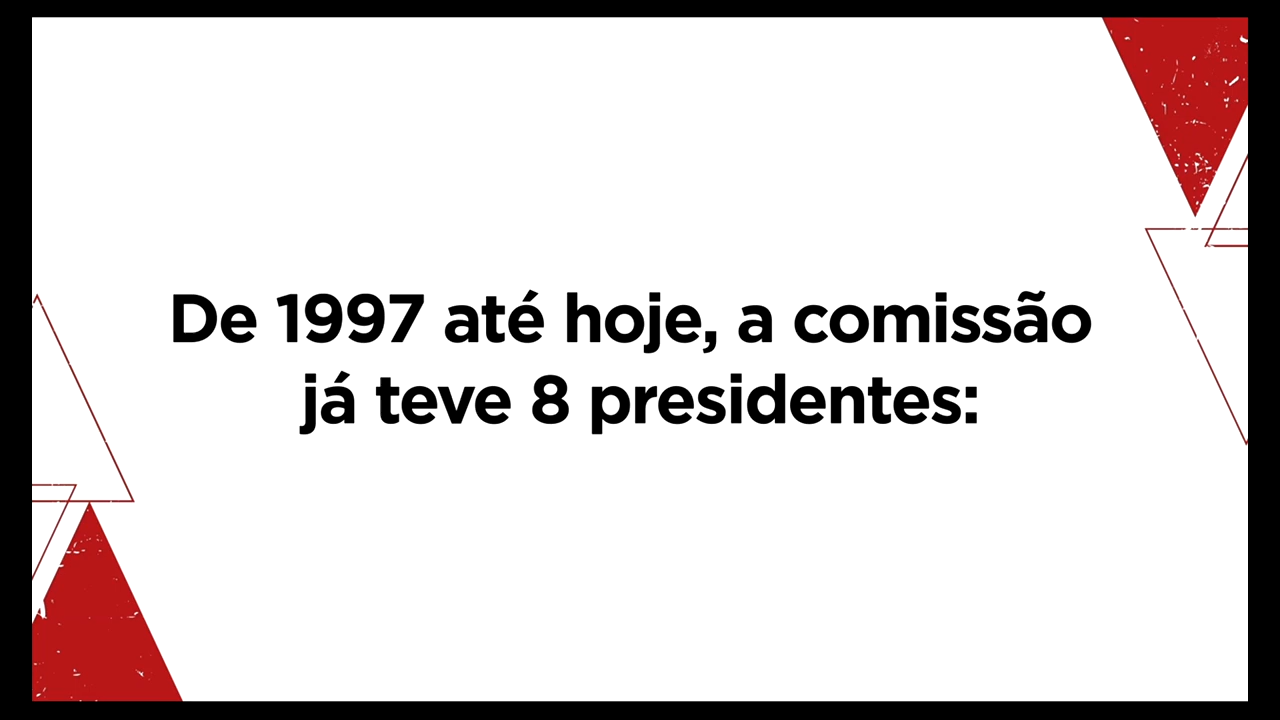 De 1997 até hoje, a comissão
já teve 8 presidentes: